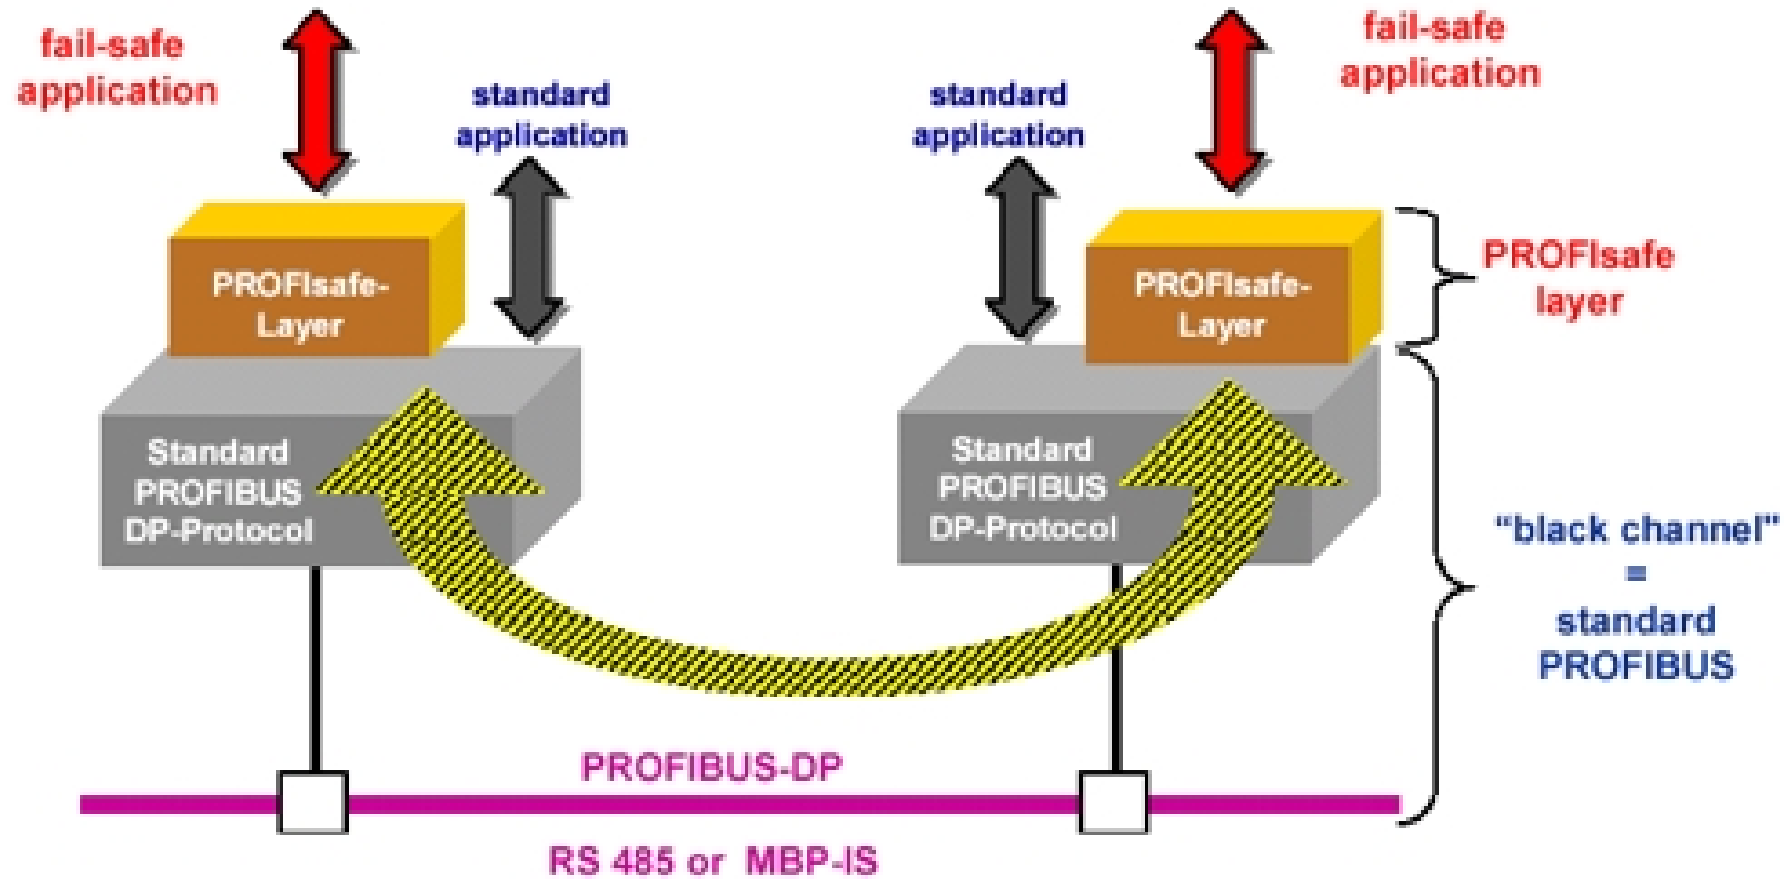 fail-safe
application
standard
application
standard
application
fail-safe
application
PROFIsafe-
Layer
PROFIsafe-
Layer
PROFIsafe
layer
Standard
PROFIBUS
DP-Protocol
Standard
PROFIBUS
DP-Protocol
"black channel"
=
standard
PROFIBUS
PROFIBUS-DP
RS 485 or MBP-IS